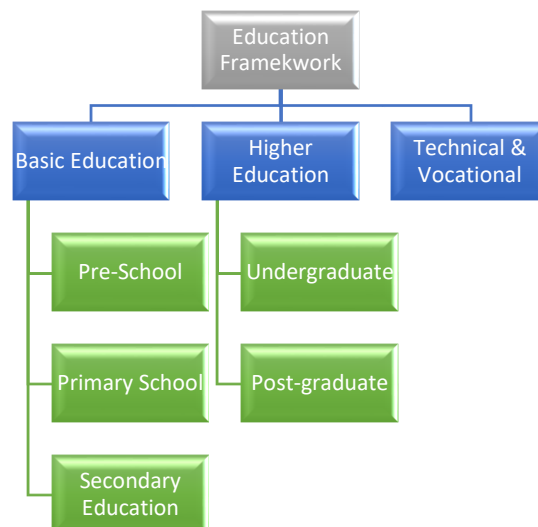 Education
Framekwork
Basic Education
Higher
Education
Technical &
Vocational
Pre-School
Undergraduate
Primary School
Post-graduate
Secondary
Education